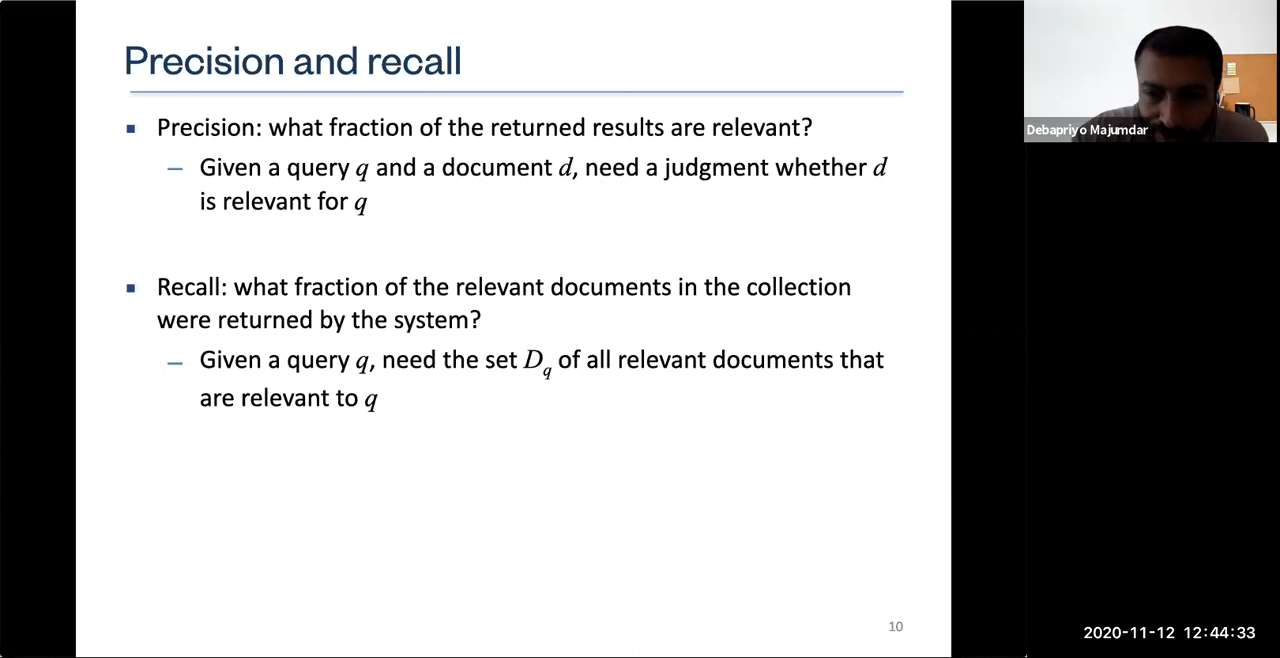 Precision and recall
▪ Precision: what fraction of the returned results are relevant?
– Given a query q and a document d, need a judgment whether d
is relevant for q
▪ Recall: what fraction of the relevant documents in the collection
were returned by the system?
– Given a query q, need the set D_q of all relevant documents that
are relevant to q
10
Debapriyo Majumdar
2020-11-12 12:44:33